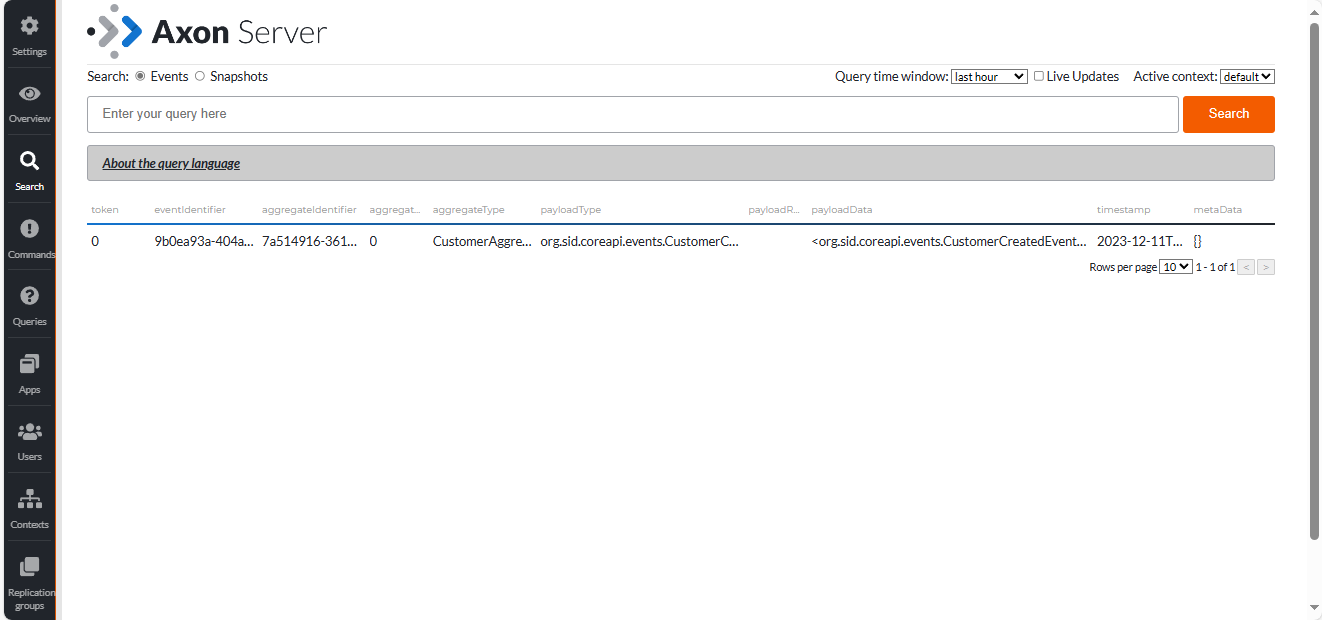 Settings
Overview
Search
Commands
Queries
Apps
Users
Contexts
Replication
groups
Axon Server
Search: Events Snapshots
Query time window: last hour Live Updates Active context: default
Enter your query here
Search
About the query language
token eventIdentifier aggregateIdentifier aggregat... aggregateType payloadType payloadR... payloadData timestamp metaData
0 9b0ea93a-404a... 7a514916-361... 0 CustomerAggre... org.sid.coreapi.events.CustomerC... <org.sid.coreapi.events.CustomerCreatedEvent... 2023-12-11T... {}
Rows per page 10 1 - 1 of 1 < >